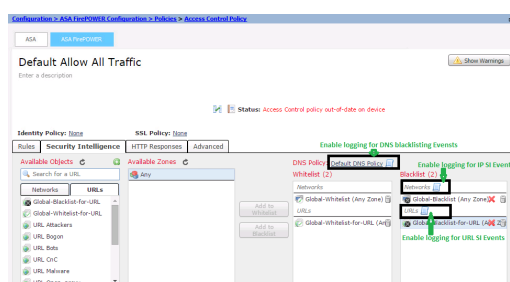 Configuration > ASA FirePOWER Configuration > Policies > Access Control Policy
ASA
ASA FirePOWER
Default Allow All Traffic
Show Warnings
Enter a description
Status: Access Control policy out-of-date on device
Identity Policy: None
SSL Policy: None
Rules
Security Intelligence
HTTP Responses
Advanced
Enable logging for DNS blacklisting Evensts
Available Objects
Available Zones
DNS Policy: Default DNS Policy
Enable logging for IP SI Event
Search for a URL
Any
Whitelist (2)
Blacklist (2)
Networks
URLs
Networks
Networks
Global-Blacklist-for-URL
Global-Whitelist (Any Zone)
Global-Blacklist (Any Zone)
Global-Whitelist-for-URL
Add to Whitelist
URLs
URLs
URL Attackers
Global-Whitelist-for-URL (An
Global-Blacklist-for-URL (A
URL Bogon
Add to Blacklist
URL Bots
Enable logging for URL SI Events
URL CnC
URL Malware